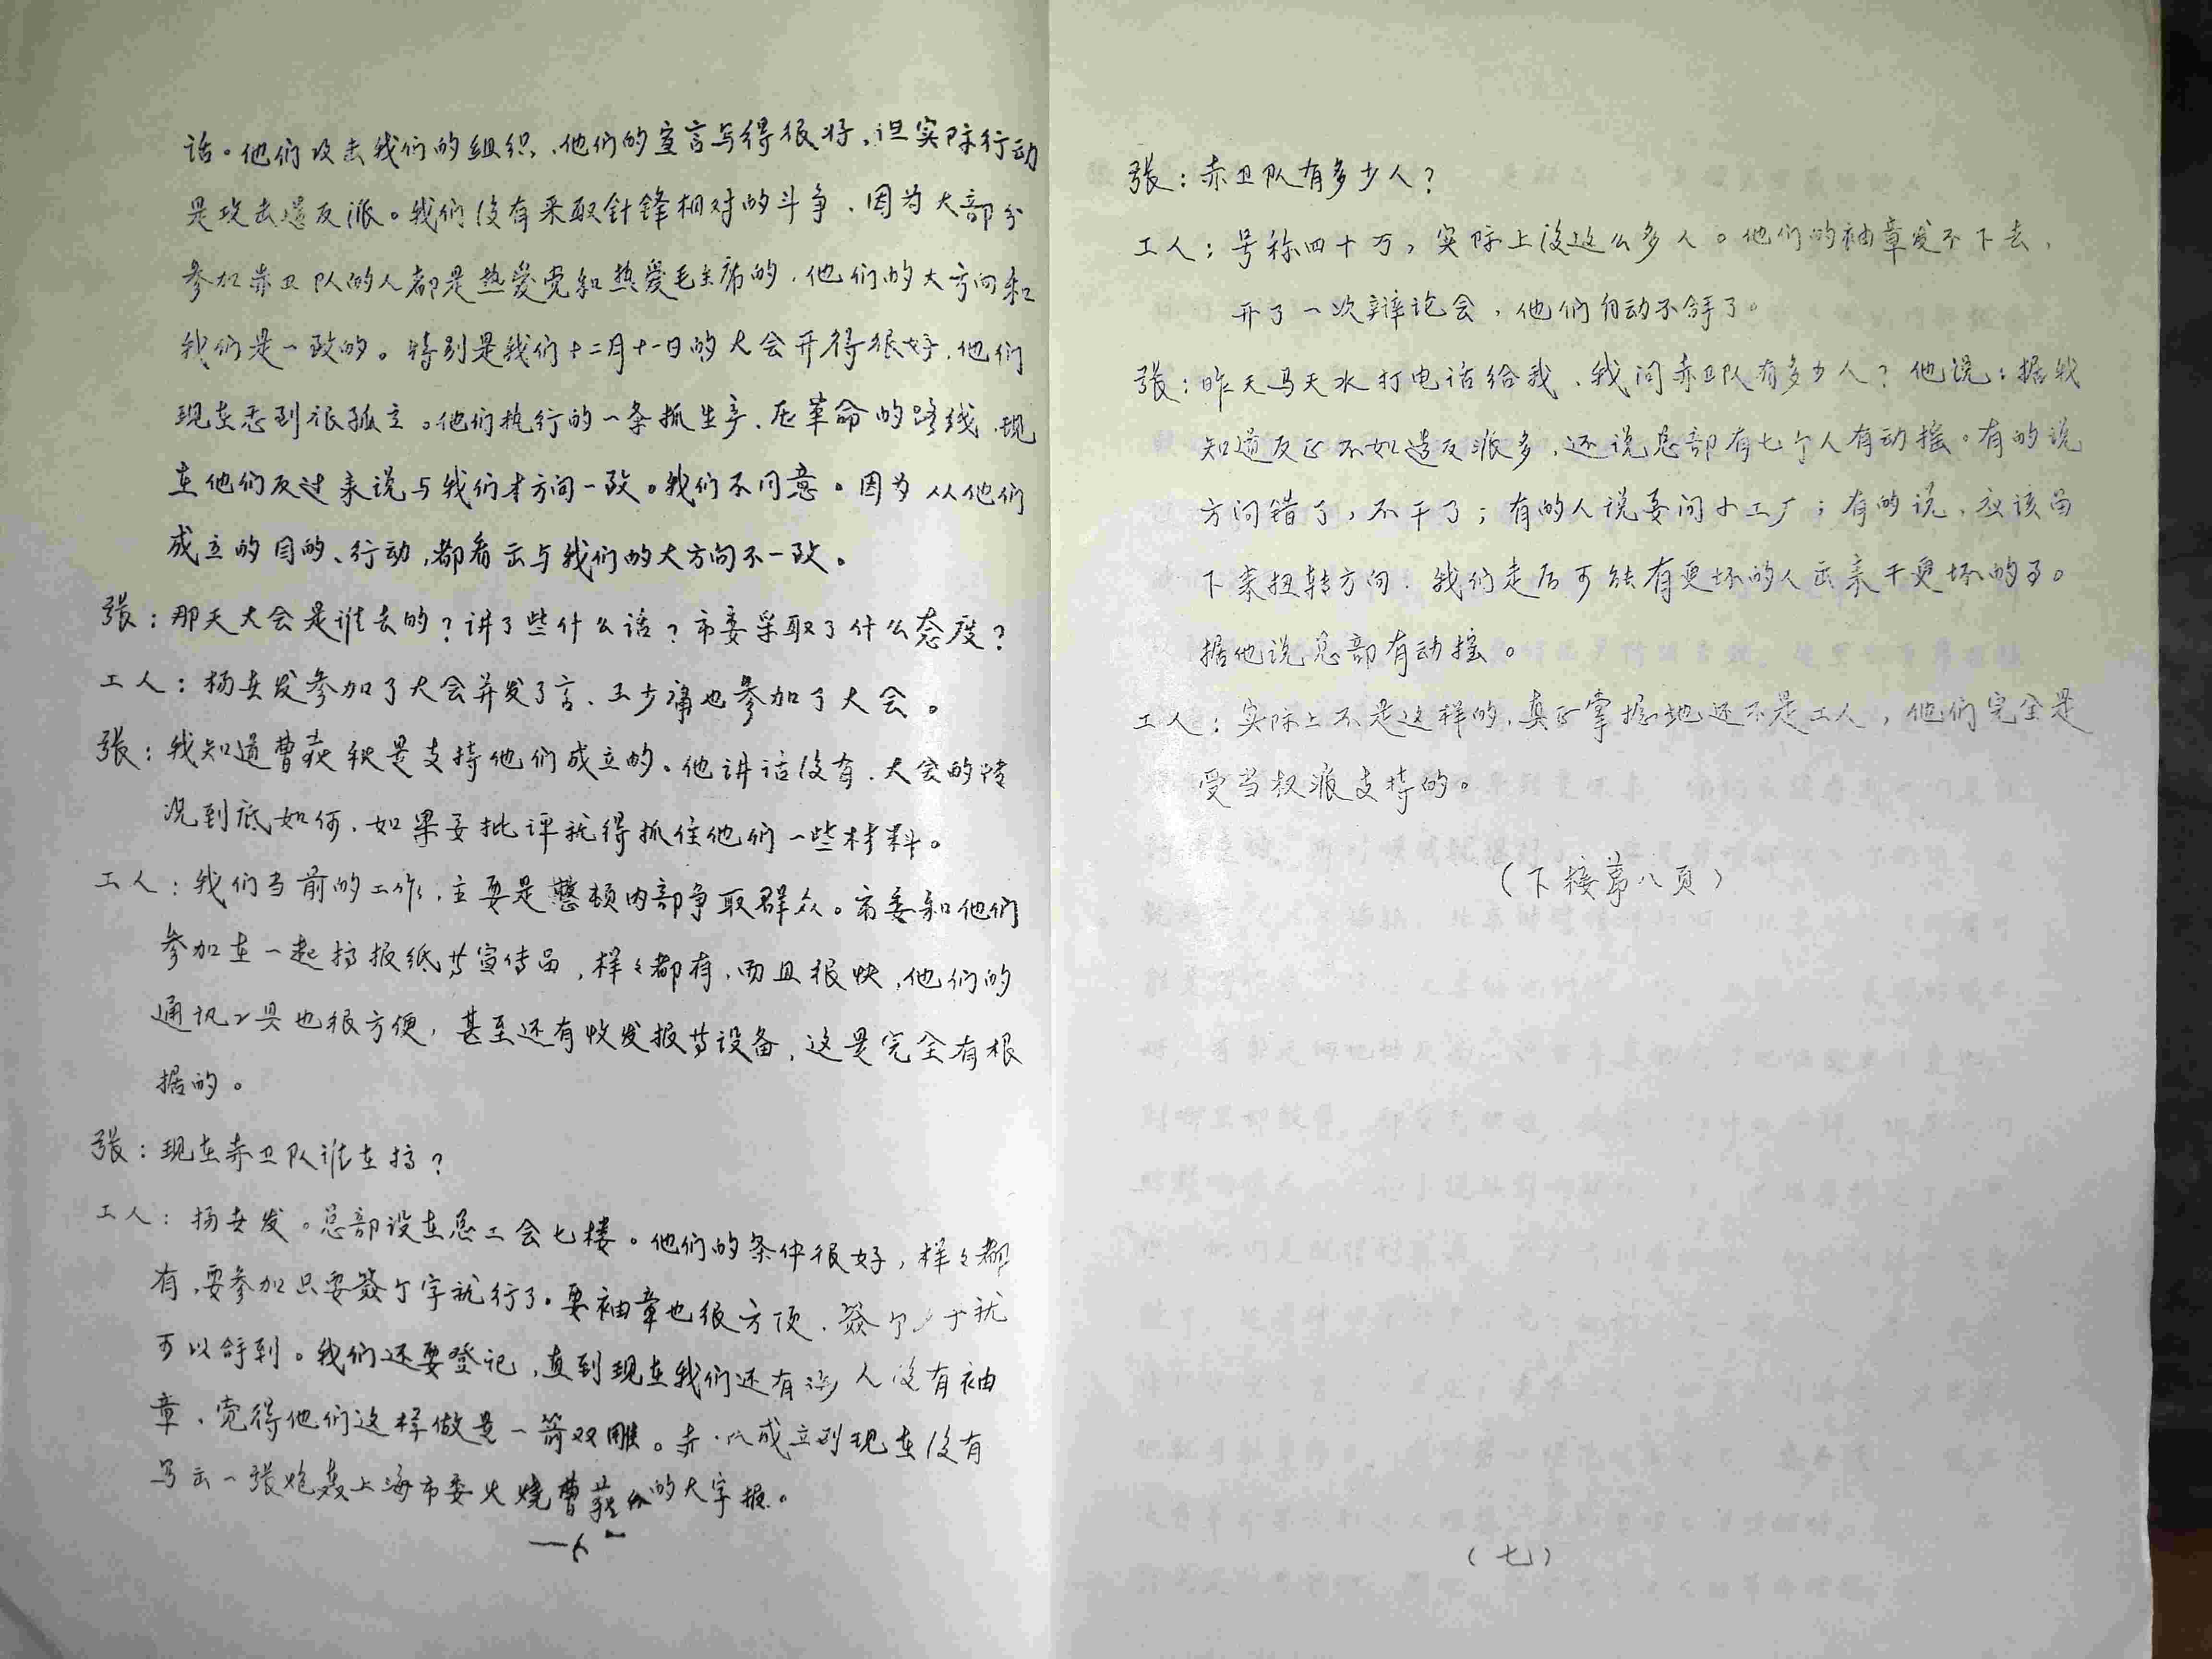 话。他们攻击我们的组织，他们的宣言写得很好，但实际行动
是攻击造反派。我们没有采取针锋相对的斗争，因为大部分
参加赤卫队的人都是热爱党和热爱毛主席的，他们的大方向和
我们是一致的。特别是我们十二月十一日的大会开得很好，他们
现在感到很孤立。他们执行的一条抓生产、压革命的路线，现
在他们反过来说与我们才方向一致。我们不同意。因为从他们
成立的目的、行动，都看出与我们的大方向不一致。
张：那天大会是谁去的？讲了些什么话？市委采取了什么态度？
工人：杨去发参加了大会并发了言、王少庸也参加了大会。
张：我知道曹荻秋是支持他们成立的。他讲话没有，大会的情
况到底如何，如果要批评就得抓住他们一些材料。
工人：我们当前的工作，主要是整顿内部争取群众。市委和他们
参加在一起搞报纸节宣传品，样々都有，而且很快，他们的
通讯工具也很方便，甚至还有收发报节设备，这是完全有根
据的。
张：现在赤卫队谁在搞？
工人：杨去发。总部设在总工会七楼。他们的条件很好，样々都
有，要参加只要签个字就行了。要袖章也很方便，签个字就
可以拿到。我们还要登记，直到现在我们还有人没有袖
章，觉得他们这样做是一箭双雕。赤成立到现在没有
写出一张炮轰上海市委火烧曹荻的大字报。
一六一
张：赤卫队有多少人？
工人：号称四十万，实际上没这么多人。他们的袖章发不下去，
开了一次辩论会，他们自动不拿了。
张：昨天马天水打电话给我，我问赤卫队有多少人？他说：据我
知道反正不如造反派多，还说总部有七个人有动摇。有的说
方向错了，不干了；有的人说要回小工厂；有的说，应该留
下来扭转方向，我们走后可能有更坏的人出来干更坏的事。
据他说总部有动摇。
工人：实际上不是这样的，真正掌握地还不是工人，他们完全是
受当权派支持的。
（下接第八页）
（七）